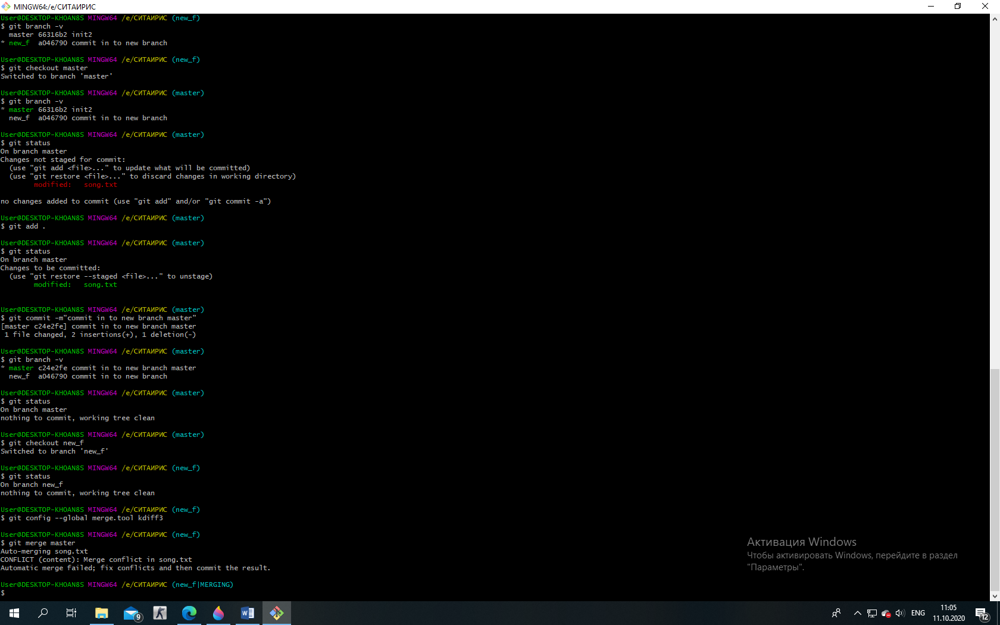 MINGW64:/e/СИТАИРИС
User@DESKTOP-KHOAN8S MINGW64 /e/СИТАИРИС (new_f)
$ git branch -v
  master 66316b2 init2
* new_f  a046790 commit in to new branch
User@DESKTOP-KHOAN8S MINGW64 /e/СИТАИРИС (new_f)
$ git checkout master
Switched to branch 'master'
User@DESKTOP-KHOAN8S MINGW64 /e/СИТАИРИС (master)
$ git branch -v
* master 66316b2 init2
  new_f  a046790 commit in to new branch
User@DESKTOP-KHOAN8S MINGW64 /e/СИТАИРИС (master)
$ git status
On branch master
Changes not staged for commit:
  (use "git add <file>..." to update what will be committed)
  (use "git restore <file>..." to discard changes in working directory)
        modified:   song.txt
no changes added to commit (use "git add" and/or "git commit -a")
User@DESKTOP-KHOAN8S MINGW64 /e/СИТАИРИС (master)
$ git add .
User@DESKTOP-KHOAN8S MINGW64 /e/СИТАИРИС (master)
$ git status
On branch master
Changes to be committed:
  (use "git restore --staged <file>..." to unstage)
        modified:   song.txt
User@DESKTOP-KHOAN8S MINGW64 /e/СИТАИРИС (master)
$ git commit -m"commit in to new branch master"
[master c24e2fe] commit in to new branch master
 1 file changed, 2 insertions(+), 1 deletion(-)
User@DESKTOP-KHOAN8S MINGW64 /e/СИТАИРИС (master)
$ git branch -v
* master c24e2fe commit in to new branch master
  new_f  a046790 commit in to new branch
User@DESKTOP-KHOAN8S MINGW64 /e/СИТАИРИС (master)
$ git status
On branch master
nothing to commit, working tree clean
User@DESKTOP-KHOAN8S MINGW64 /e/СИТАИРИС (master)
$ git checkout new_f
Switched to branch 'new_f'
User@DESKTOP-KHOAN8S MINGW64 /e/СИТАИРИС (new_f)
$ git status
On branch new_f
nothing to commit, working tree clean
User@DESKTOP-KHOAN8S MINGW64 /e/СИТАИРИС (new_f)
$ git config --global merge.tool kdiff3
User@DESKTOP-KHOAN8S MINGW64 /e/СИТАИРИС (new_f)
$ git merge master
Auto-merging song.txt
CONFLICT (content): Merge conflict in song.txt
Automatic merge failed; fix conflicts and then commit the result.
User@DESKTOP-KHOAN8S MINGW64 /e/СИТАИРИС (new_f|MERGING)
$
Активация Windows
Чтобы активировать Windows, перейдите в раздел
"Параметры".
9
W
ENG
11:05
11.10.2020
12